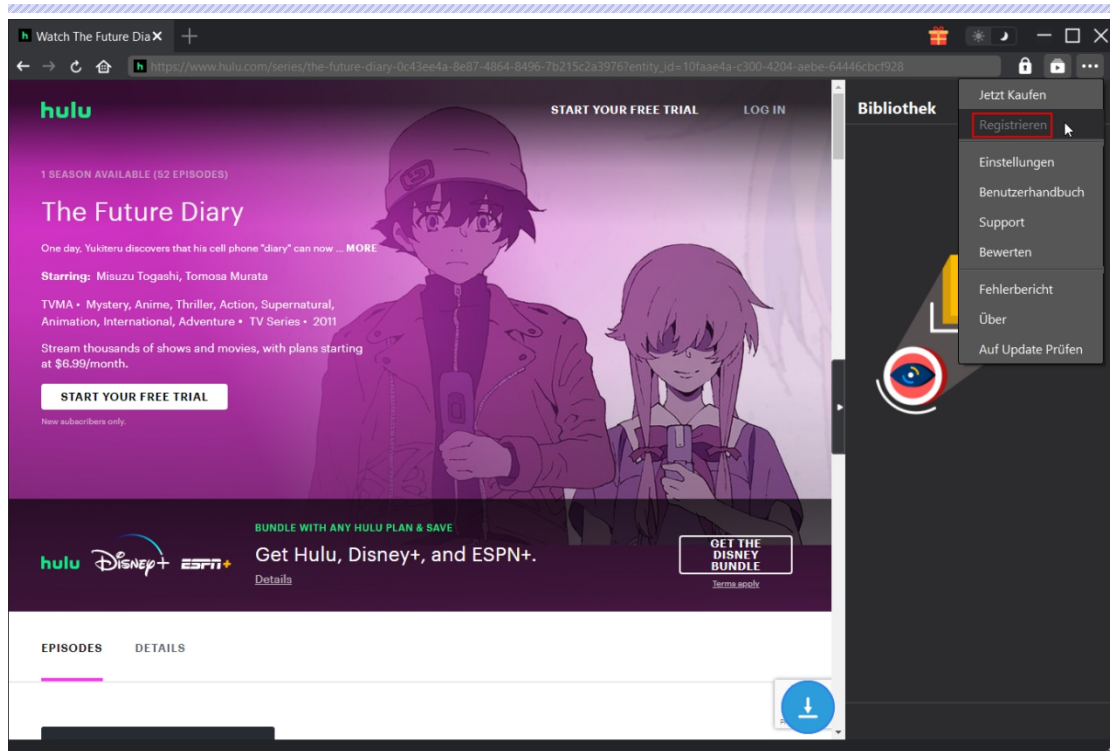 Watch The Future Dia
https://www.hulu.com/series/the-future-diary-0c43ee4a-8e87-4864-8496-7b215c2a3976?entity_id=10faae4a-c300-4204-aebe-64446cbcf928
hulu
START YOUR FREE TRIAL
LOG IN
Bibliothek
Jetzt Kaufen
Registrieren
Einstellungen
Benutzerhandbuch
Support
Bewerten
Fehlerbericht
Über
Auf Update Prüfen
1 SEASON AVAILABLE (52 EPISODES)
The Future Diary
One day, Yukiteru discovers that his cell phone "diary" can now ... MORE
Starring: Misuzu Togashi, Tomosa Murata
TVMA • Mystery, Anime, Thriller, Action, Supernatural,
Animation, International, Adventure • TV Series • 2011
Stream thousands of shows and movies, with plans starting
at $6.99/month.
START YOUR FREE TRIAL
New subscribers only.
BUNDLE WITH ANY HULU PLAN & SAVE
hulu Disney+ ESPN+
Get Hulu, Disney+, and ESPN+.
Details
GET THE
DISNEY
BUNDLE
Terms apply
EPISODES
DETAILS